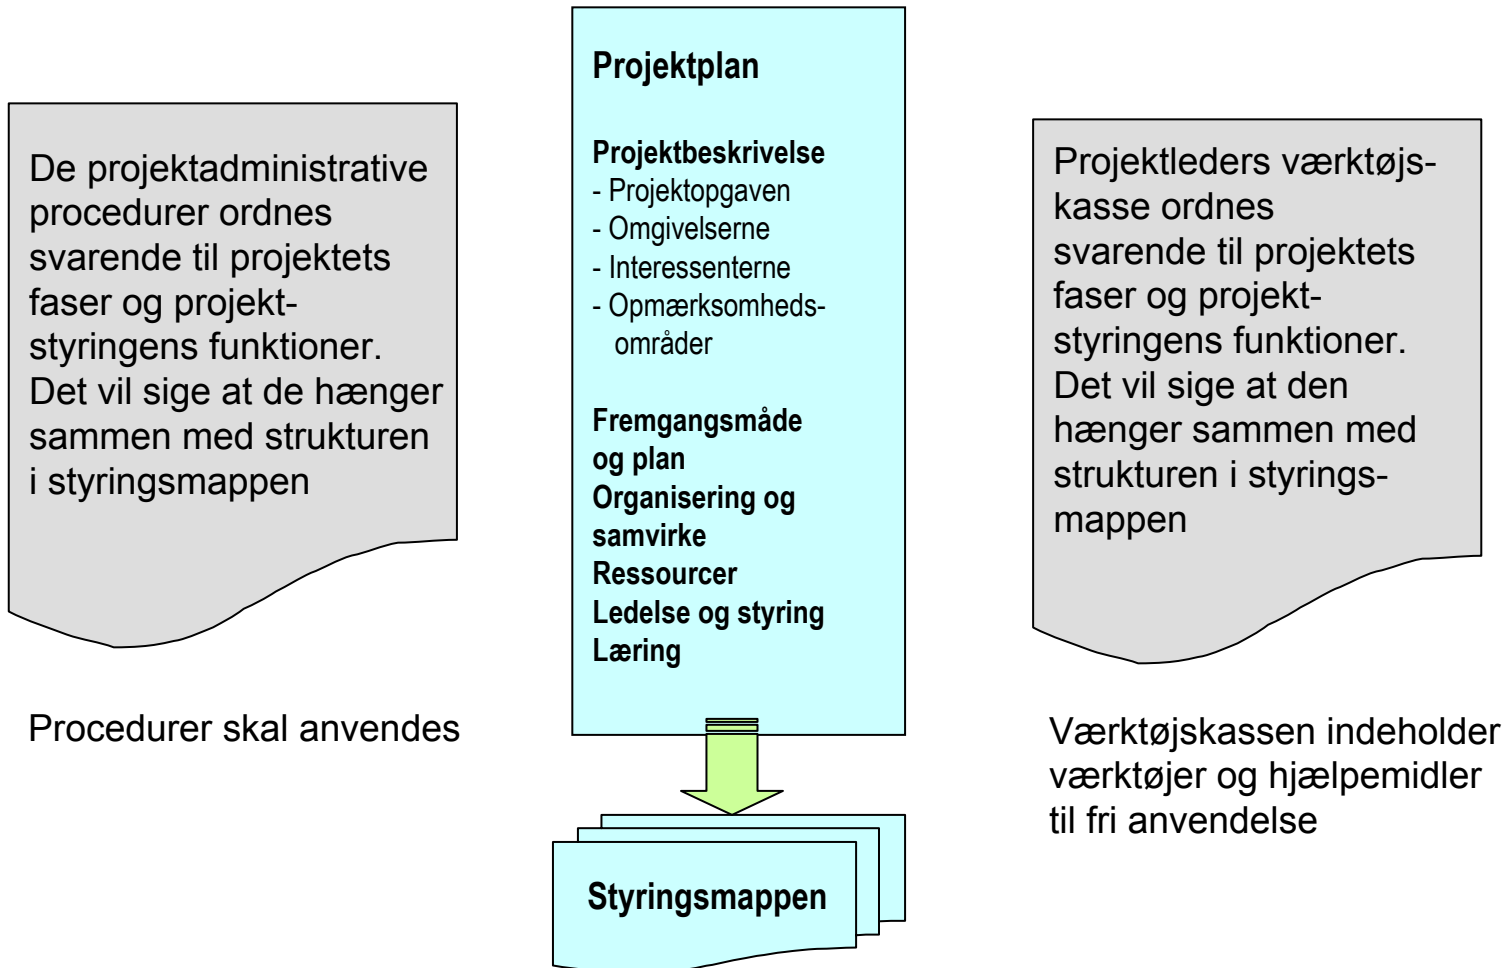 De projektadministrative
procedurer ordnes
svarende til projektets
faser og projekt-
styringens funktioner.
Det vil sige at de hænger
sammen med strukturen
i styringsmappen
Procedurer skal anvendes
Projektplan
Projektbeskrivelse
- Projektopgaven
- Omgivelserne
- Interessenterne
- Opmærksomheds-
områder
Fremgangsmåde
og plan
Organisering og
samvirke
Ressourcer
Ledelse og styring
Læring
Styringsmappen
Projektleders værktøjs-
kasse ordnes
svarende til projektets
faser og projekt-
styringens funktioner.
Det vil sige at den
hænger sammen med
strukturen i styrings-
mappen
Værktøjskassen indeholder
værktøjer og hjælpemidler
til fri anvendelse